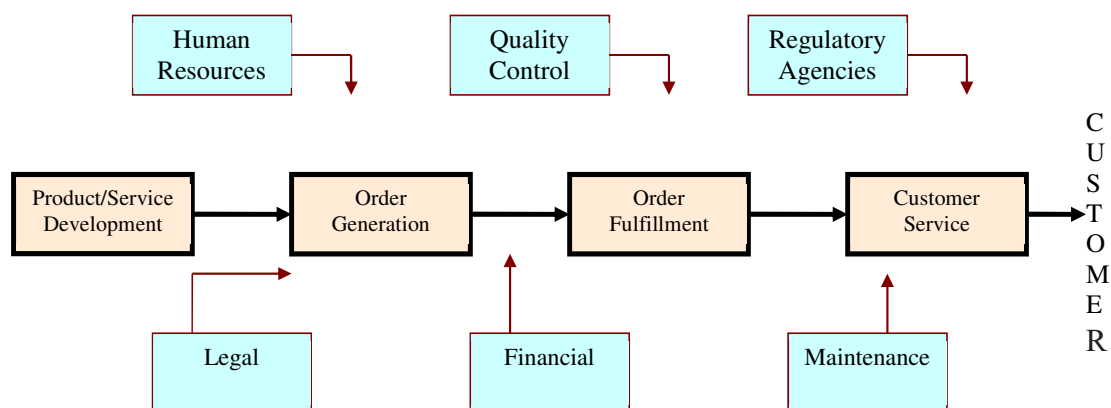 Human
Resources
Quality
Control
Regulatory
Agencies
Product/Service
Development
Order
Generation
Order
Fulfillment
Customer
Service
C
U
S
T
O
M
E
R
Legal
Financial
Maintenance